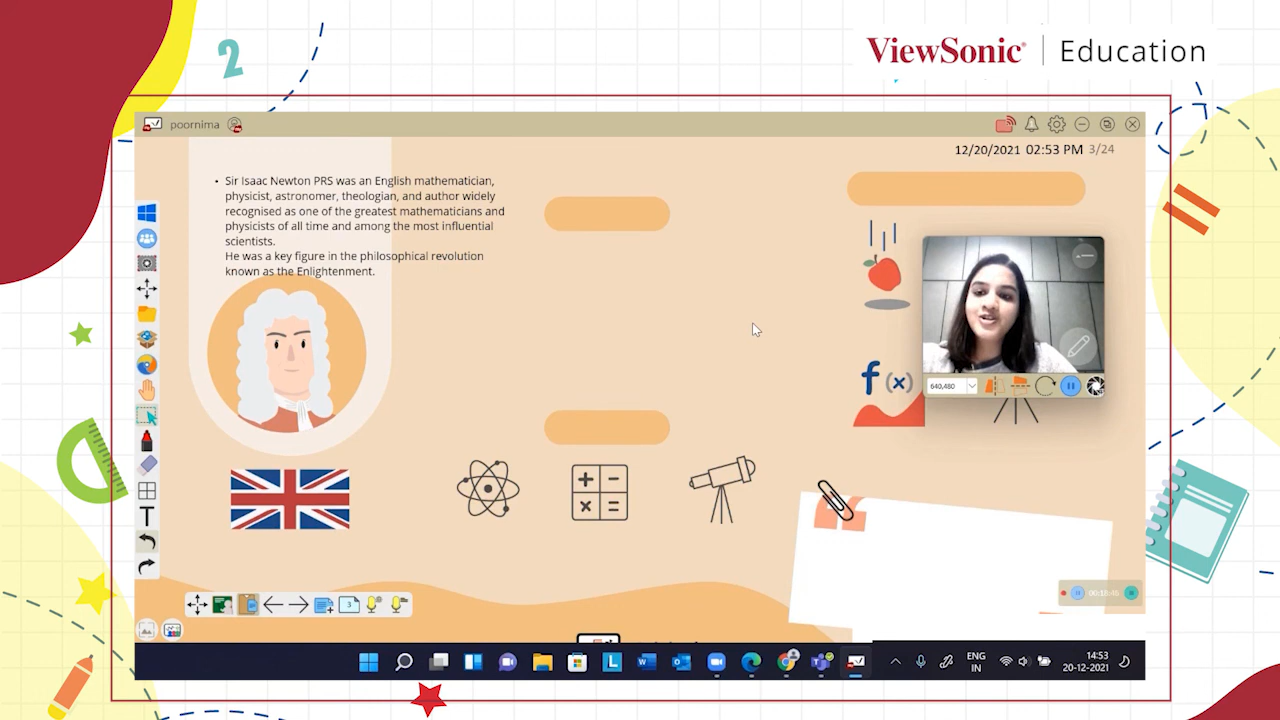 2
ViewSonic® Education
poornima
12/20/2021 02:53 PM 3/24
• Sir Isaac Newton PRS was an English mathematician,
physicist, astronomer, theologian, and author widely
recognised as one of the greatest mathematicians and
physicists of all time and among the most influential
scientists.
He was a key figure in the philosophical revolution
known as the Enlightenment.
f(x)
640,480
T
3
L
W
ENG
IN
14:53
20-12-2021